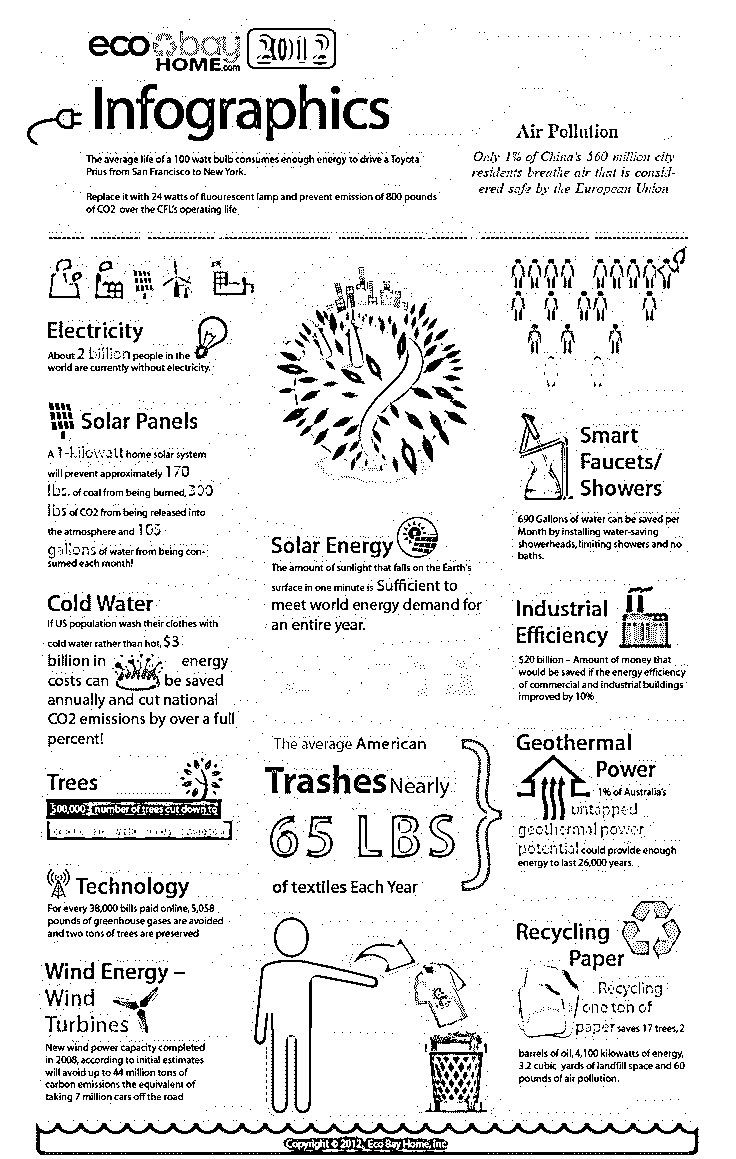 eco bay 2012
HOME.com
Infographics
The average life of a 100 watt bulb consumes enough energy to drive a Toyota
Prius from San Francisco to New York.
Replace it with 24 watts of fluourescent lamp and prevent emission of 800 pounds
of CO2 over the CFL's operating life
Air Pollution
Only 1% of China's 560 million city
residents breathe air that is consid-
ered safe by the European Union
Electricity
About 2 billion people in the
world are currently without electricity.
Solar Panels
A 1-kilowatt home solar system
will prevent approximately 170
lbs. of coal from being burned, 300
lbs of CO2 from being released into
the atmosphere and 105
gallons of water from being con-
sumed each month!
Cold Water
If US population wash their clothes with
cold water rather than hot, $3
billion in energy
costs can be saved
annually and cut national
CO2 emissions by over a full
percent!
Trees
500,000 number of trees cut down to
Technology
For every 38,000 bills paid online, 5,058
pounds of greenhouse gases are avoided
and two tons of trees are preserved
Wind Energy –
Wind
Turbines
New wind power capacity completed
in 2008, according to initial estimates
will avoid up to 44 million tons of
carbon emissions the equivalent of
taking 7 million cars off the road
Solar Energy
The amount of sunlight that falls on the Earth's
surface in one minute is Sufficient to
meet world energy demand for
an entire year.
The average American
Trashes Nearly
65 LBS
of textiles Each Year
Smart
Faucets/
Showers
690 Gallons of water can be saved per
Month by installing water-saving
showerheads, limiting showers and no
baths.
Industrial
Efficiency
$20 billion – Amount of money that
would be saved if the energy efficiency
of commercial and industrial buildings
improved by 10%
Geothermal
Power
1% of Australia's
untapped
geothermal power
potential could provide enough
energy to last 26,000 years.
Recycling
Paper
Recycling
one ton of
paper saves 17 trees, 2
barrels of oil, 4,100 kilowatts of energy,
3.2 cubic yards of landfill space and 60
pounds of air pollution.
Copyright © 2012, Eco Bay Home, Inc